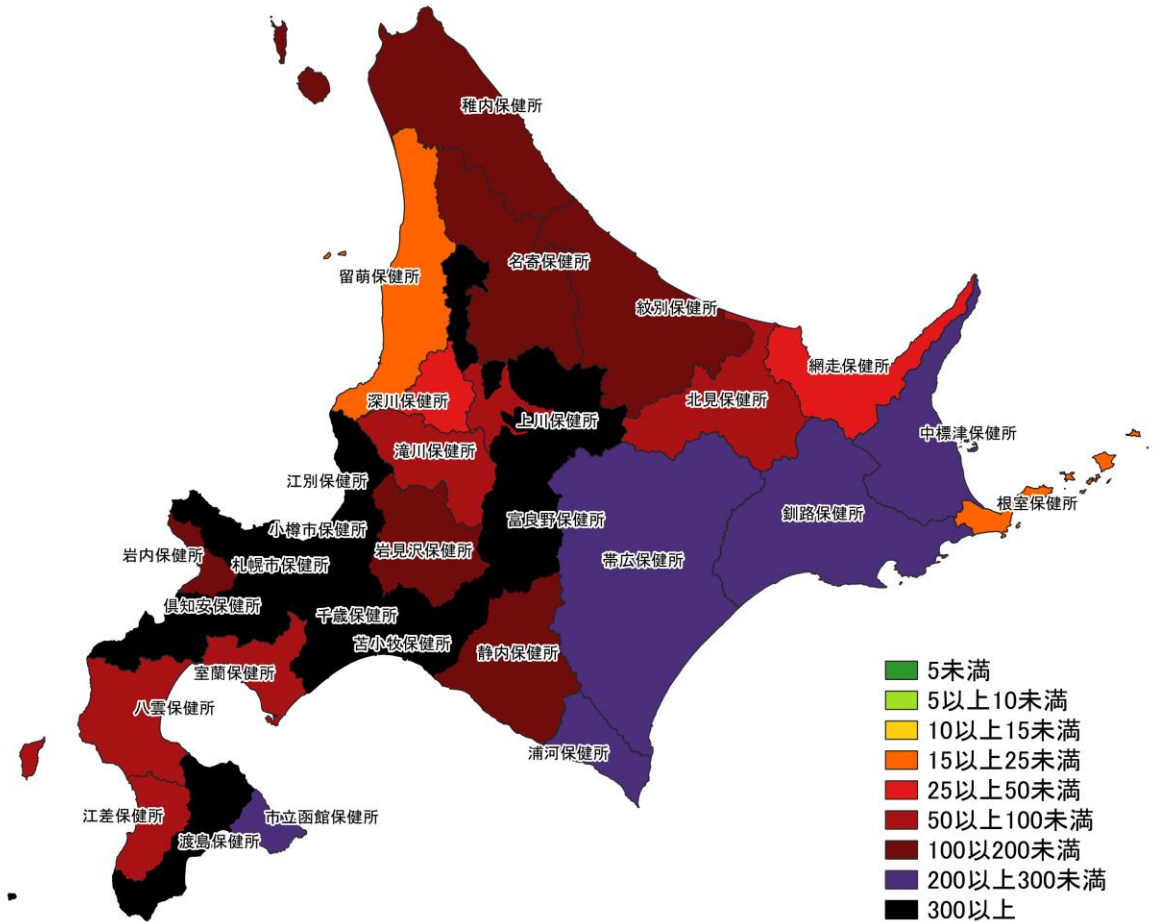 稚内保健所
名寄保健所
留萌保健所
紋別保健所
網走保健所
深川保健所
北見保健所
上川保健所
中標津保健所
滝川保健所
江別保健所
根室保健所
釧路保健所
富良野保健所
小樽市保健所
岩見沢保健所
岩内保健所
札幌市保健所
帯広保健所
倶知安保健所
千歳保健所
苫小牧保健所
静内保健所
室蘭保健所
八雲保健所
浦河保健所
江差保健所
市立函館保健所
渡島保健所
5未満
5以上10未満
10以上15未満
15以上25未満
25以上50未満
50以上100未満
100以200未満
200以上300未満
300以上